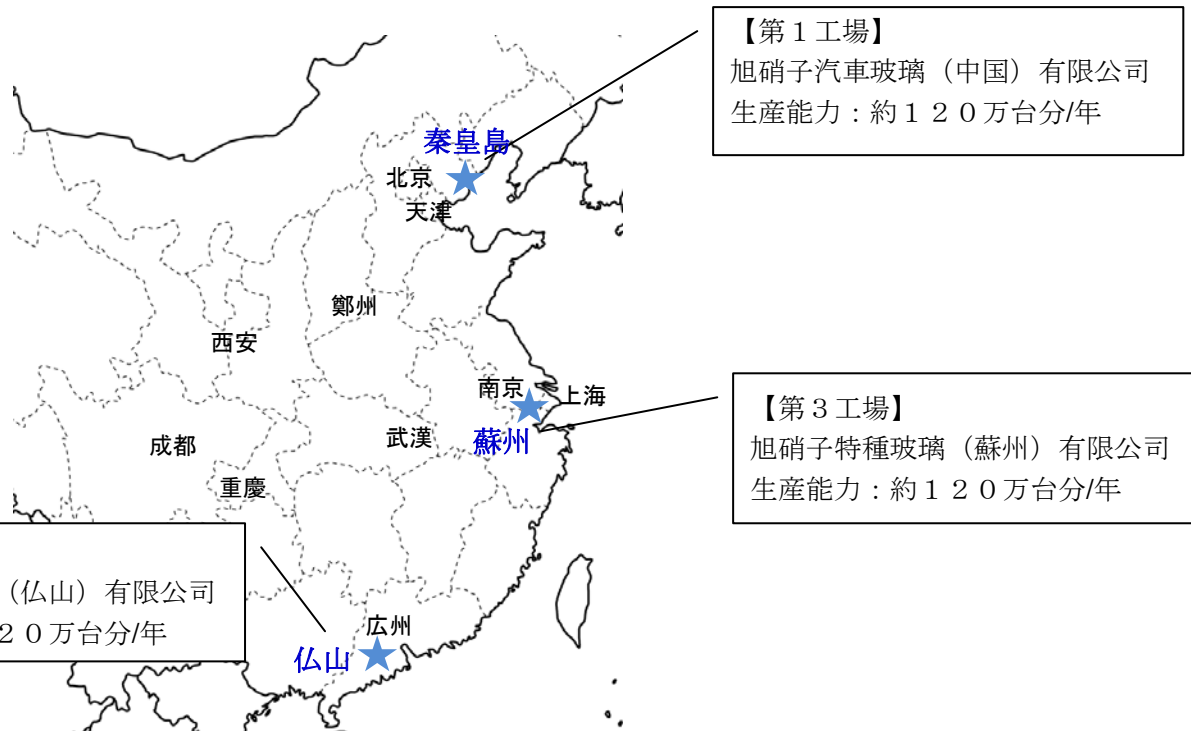 【第１工場】
旭硝子汽車玻璃（中国）有限公司
生産能力：約１２０万台分/年
秦皇島
北京
天津
鄭州
西安
南京
上海
蘇州
武漢
成都
重慶
【第３工場】
旭硝子特種玻璃（蘇州）有限公司
生産能力：約１２０万台分/年
（仏山）有限公司
２０万台分/年
広州
仏山